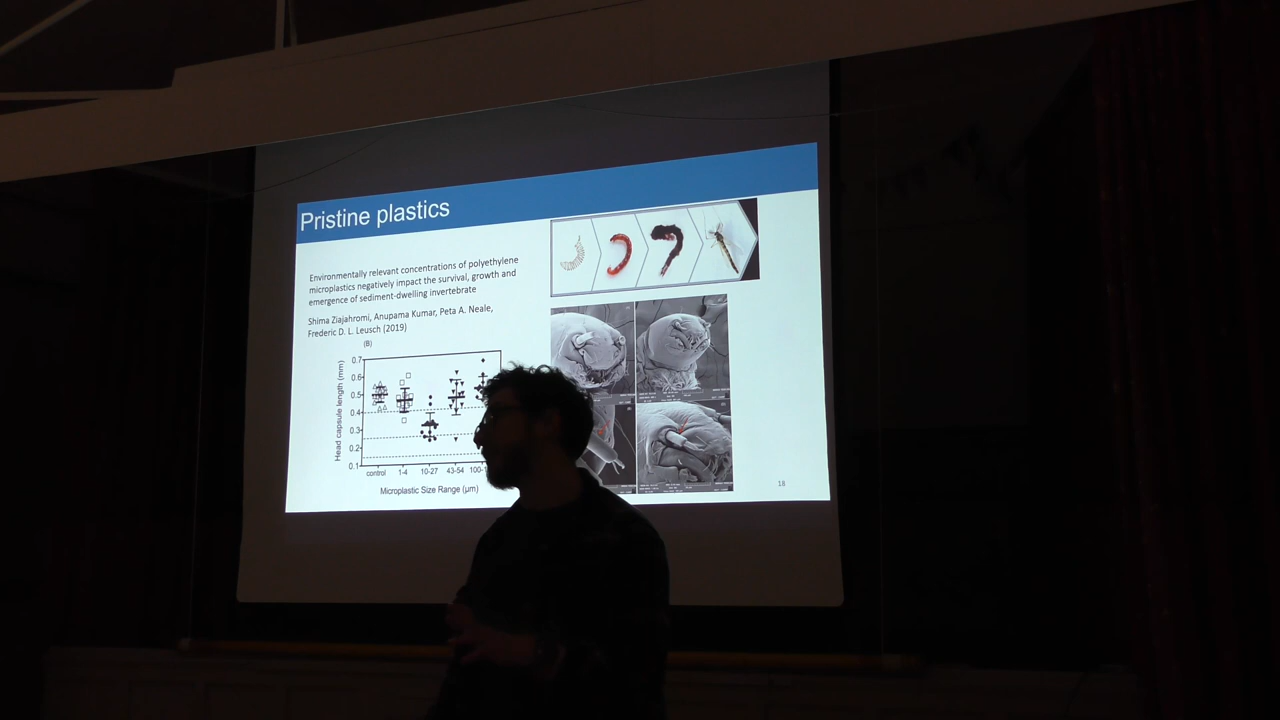 Pristine plastics
Environmentally relevant concentrations of polyethylene
microplastics negatively impact the survival, growth and
emergence of sediment-dwelling invertebrate
Shima Ziajahromi, Anupama Kumar, Peta A. Neale,
Frederic D. L. Leusch (2019)
(B)
Head capsule length (mm)
0.7
0.6
0.5
0.4
0.3
0.2
0.1
control 1-4 10-27 43-54 100-1
Microplastic Size Range (µm)
18